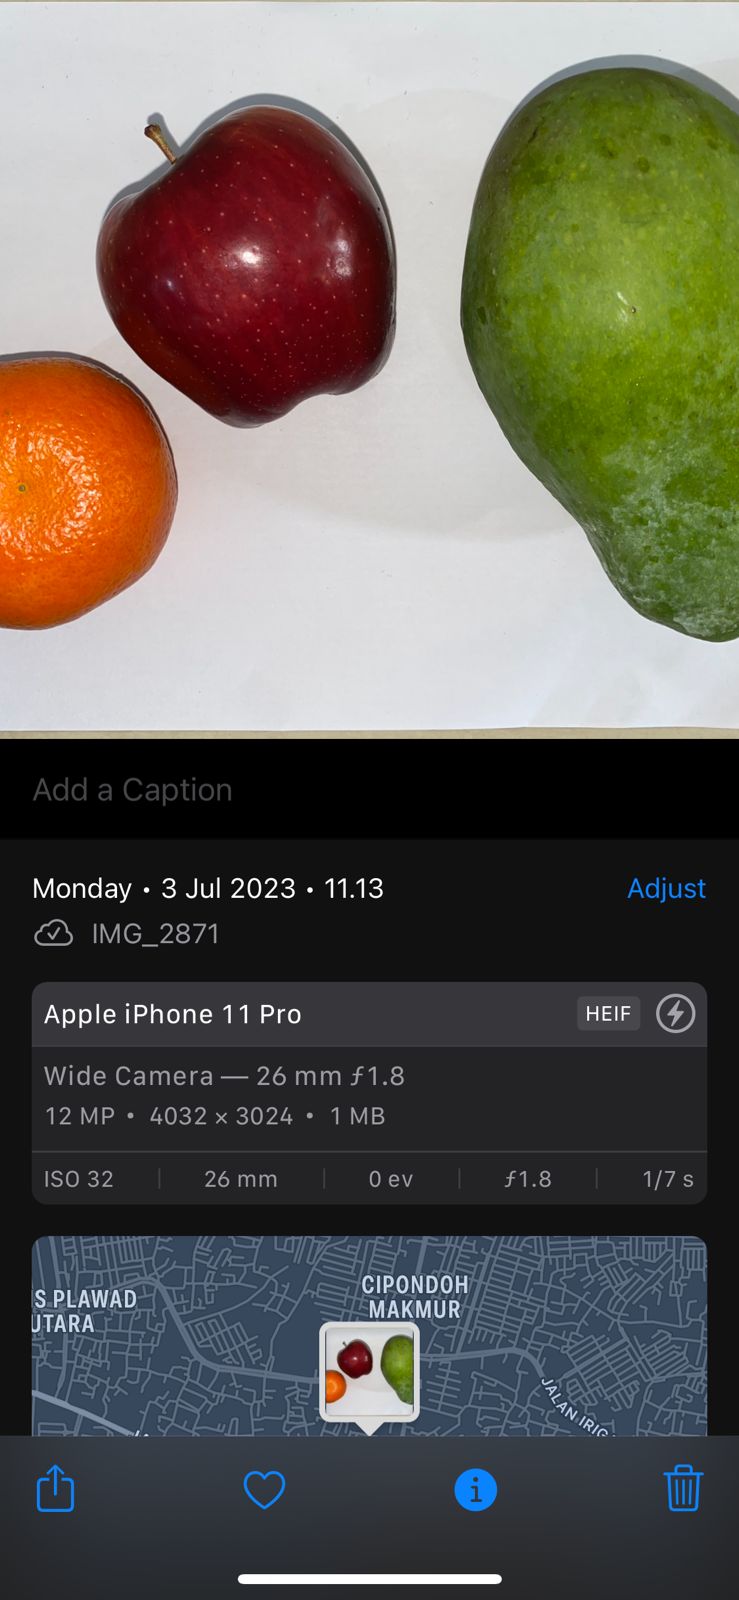 Add a Caption
Monday • 3 Jul 2023 • 11.13
Adjust
IMG_2871
Apple iPhone 11 Pro
HEIF
Wide Camera — 26 mm ƒ1.8
12 MP • 4032 × 3024 • 1 MB
ISO 32
26 mm
0 ev
ƒ1.8
1/7 s
S PLAWAD
UTARA
CIPONDOH
MAKMUR
JALAN IRIG